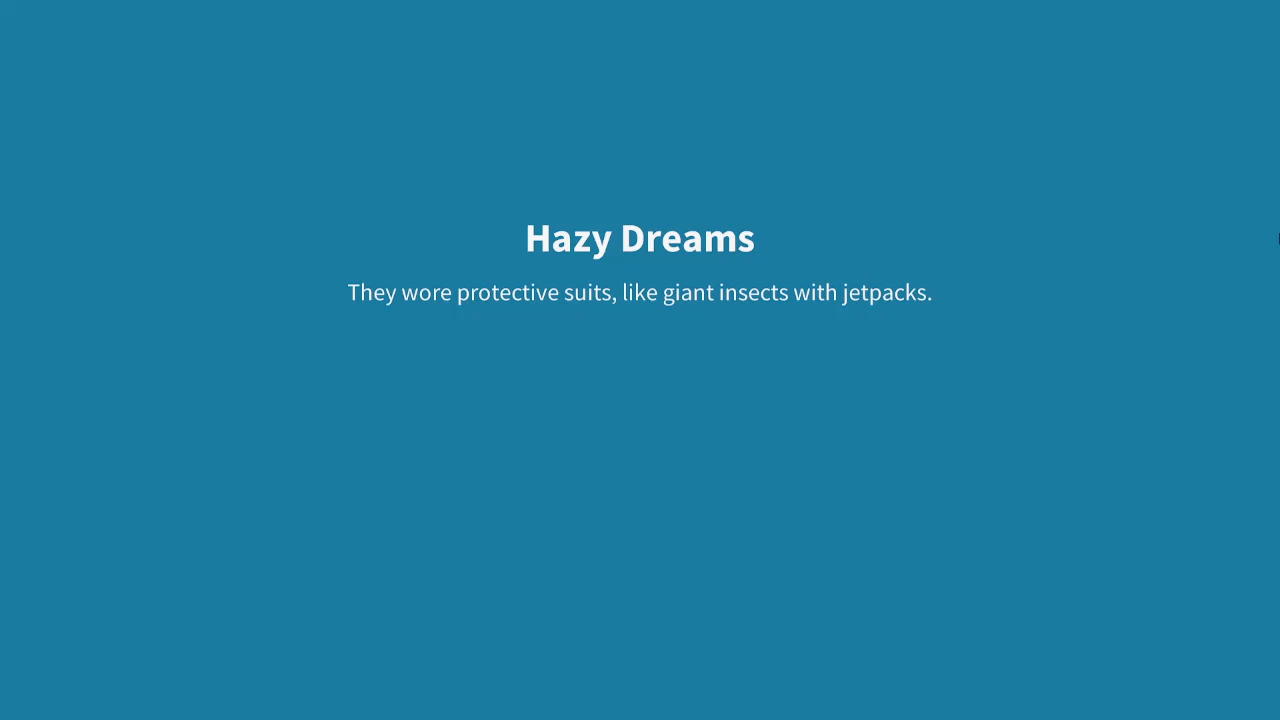 Hazy Dreams
They wore protective suits, like giant insects with jetpacks.